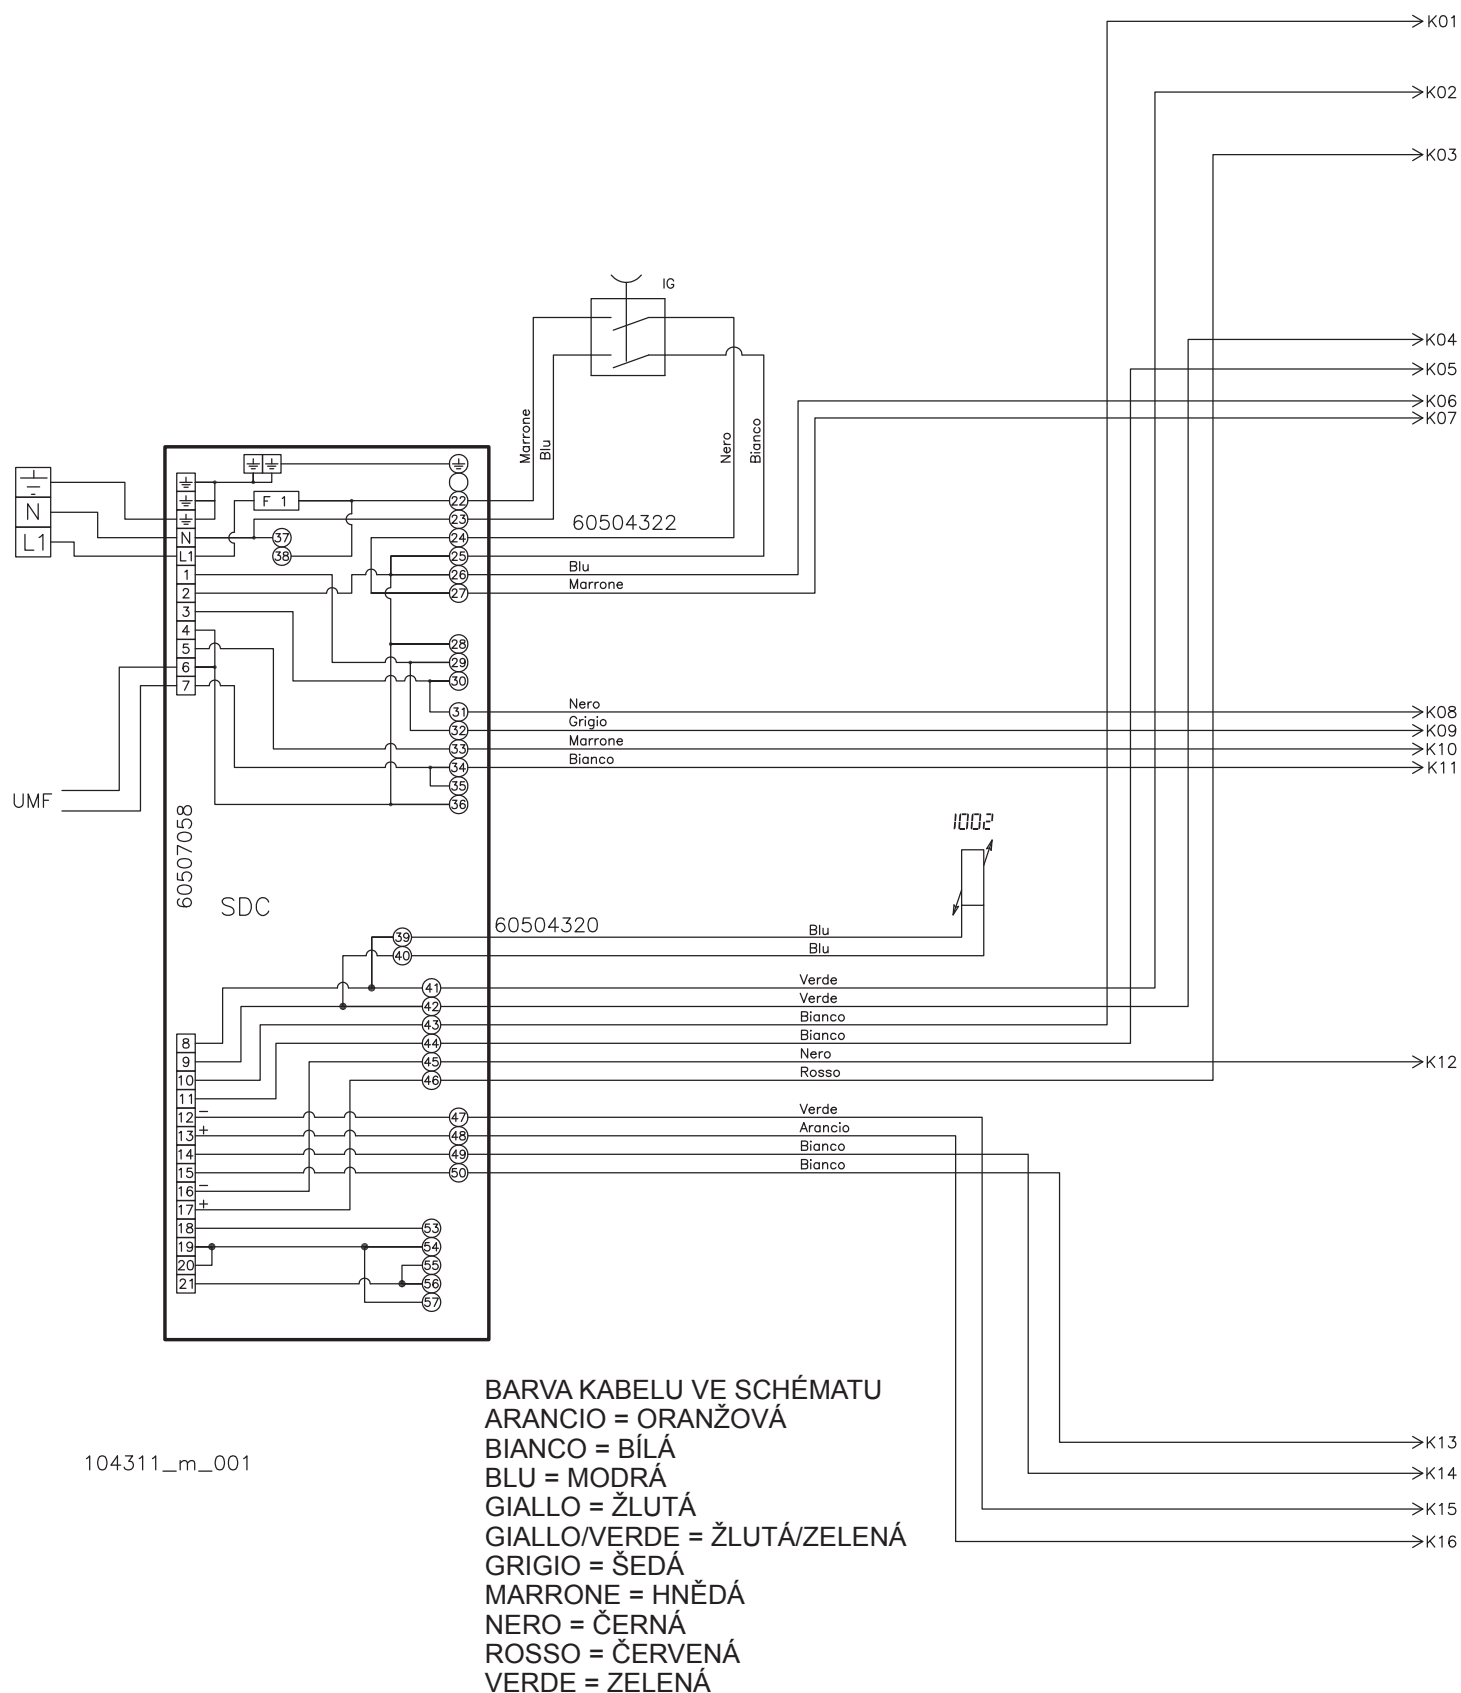 K01
K02
K03
IG
K04
K05
K06
K07
Marrone
Blu
Nero
Bianco
N
L1
F 1
22
23
60504322
N
37
24
L1
38
25
1
26
Blu
2
27
Marrone
3
4
28
5
29
6
30
7
31
Nero
K08
32
Grigio
K09
33
Marrone
K10
34
Bianco
K11
35
36
UMF
60507058
1002
SDC
60504320
39
Blu
40
Blu
41
Verde
42
Verde
43
Bianco
8
44
Bianco
9
45
Nero
K12
10
46
Rosso
11
12
−
47
Verde
13
+
48
Arancio
14
49
Bianco
15
50
Bianco
16
−
17
+
18
53
19
54
20
55
21
56
57
BARVA KABELU VE SCHÉMATU
ARANCIO = ORANŽOVÁ
BIANCO = BÍLÁ
BLU = MODRÁ
GIALLO = ŽLUTÁ
GIALLO/VERDE = ŽLUTÁ/ZELENÁ
GRIGIO = ŠEDÁ
MARRONE = HNĚDÁ
NERO = ČERNÁ
ROSSO = ČERVENÁ
VERDE = ZELENÁ
104311_m_001
K13
K14
K15
K16